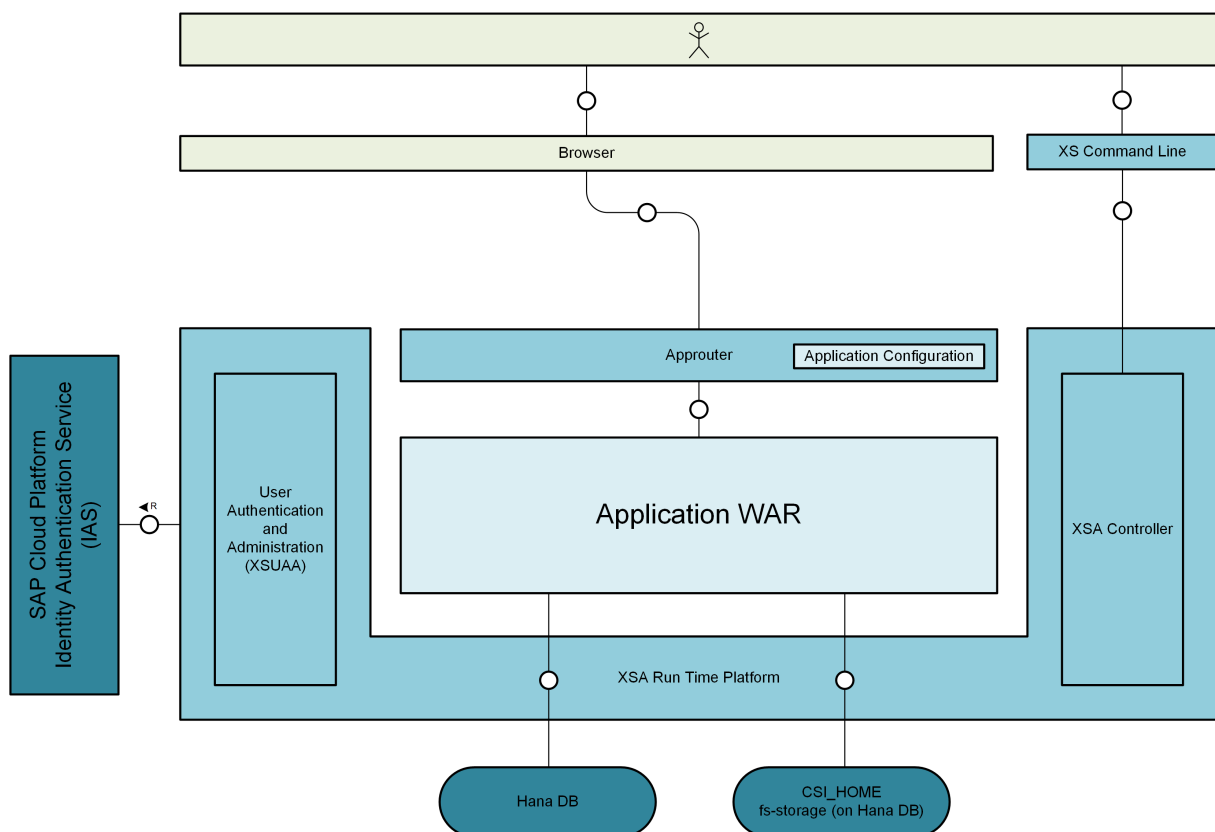 Browser
XS Command Line
Approuter
Application Configuration
SAP Cloud Platform
Identity Authentication Service
(IAS)
R
User
Authentication
and
Administration
(XSUAA)
Application WAR
XSA Controller
XSA Run Time Platform
Hana DB
CSI_HOME
fs-storage (on Hana DB)